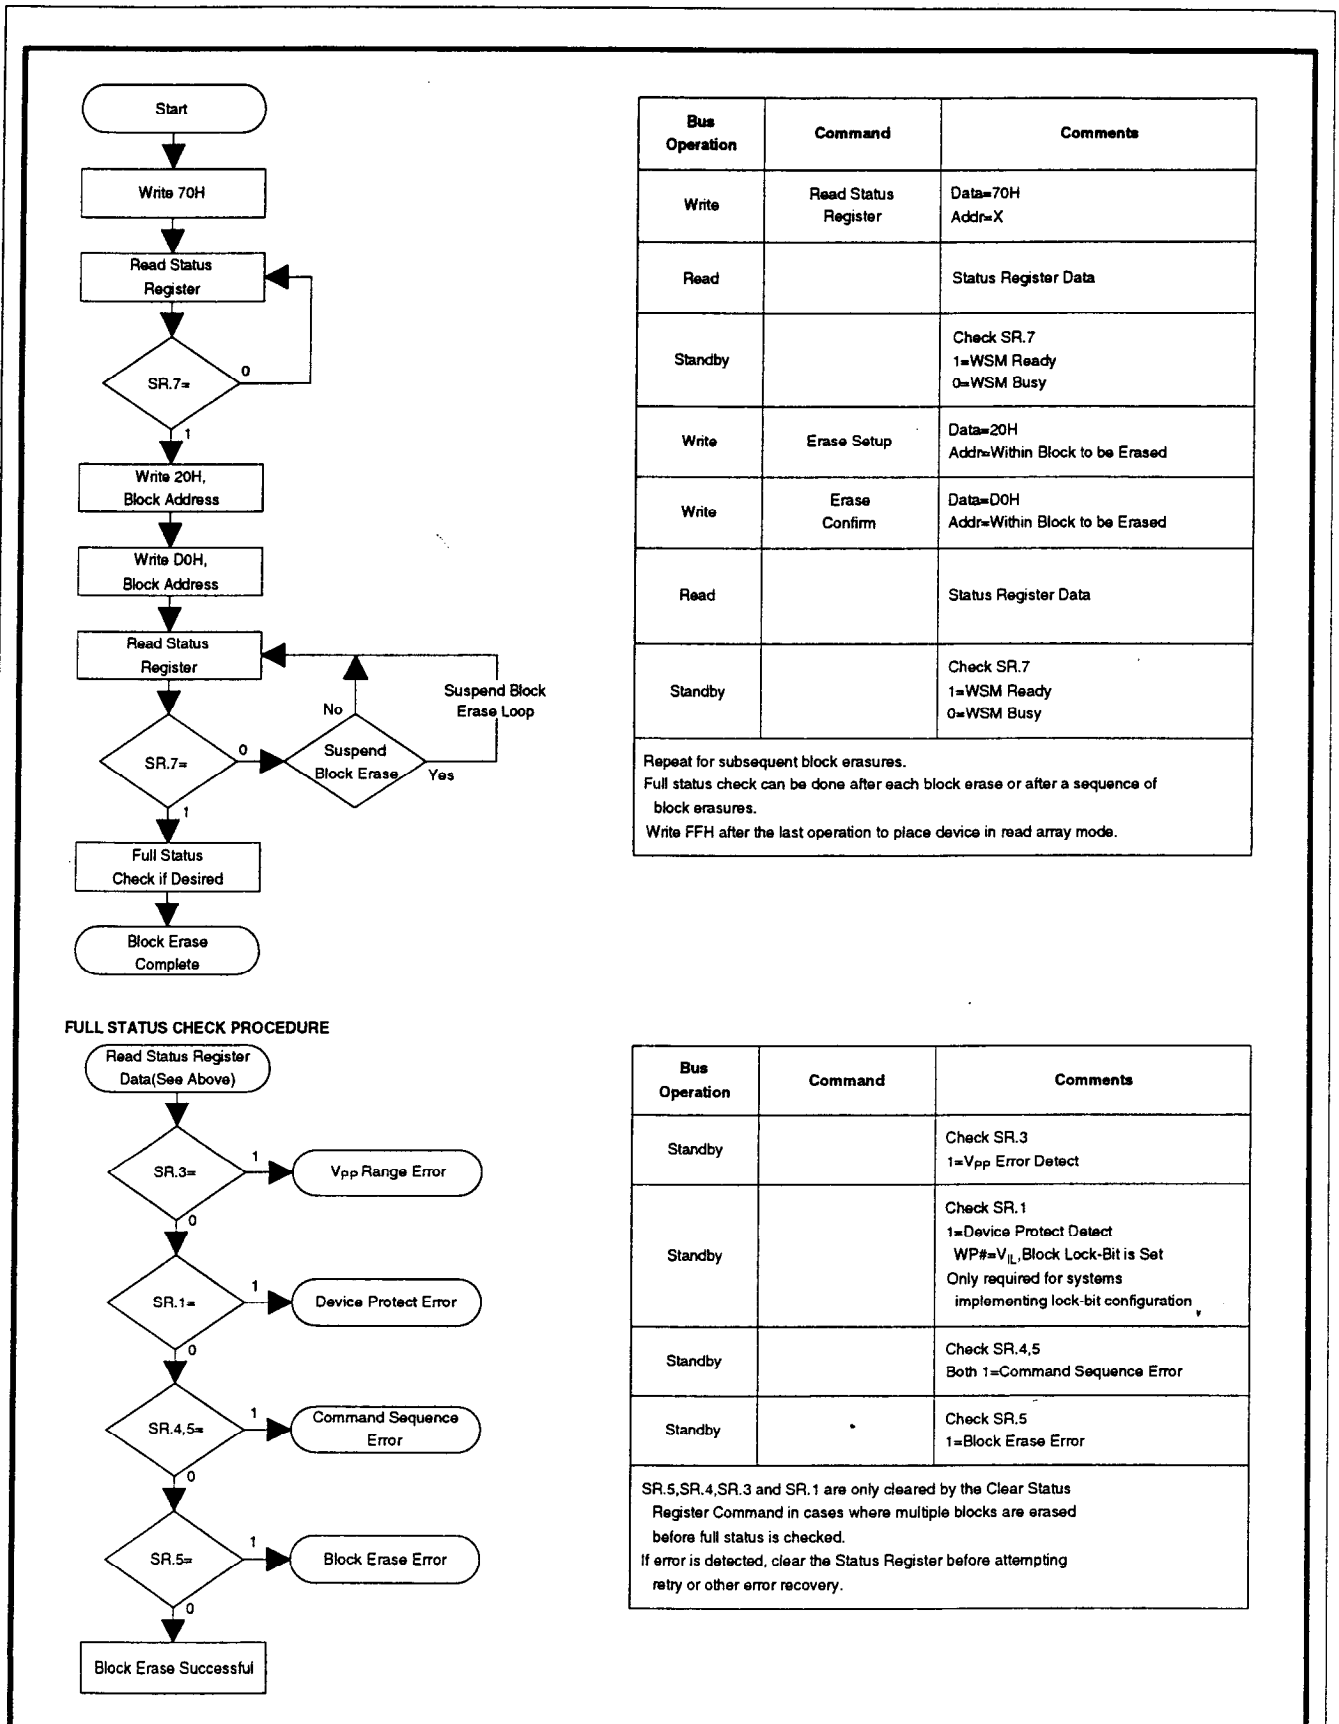 Start
Write 70H
Read Status
Register
SR.7=
0
1
Write 20H,
Block Address
Write D0H,
Block Address
Read Status
Register
SR.7=
0
1
No
Suspend
Block Erase
Yes
Suspend Block
Erase Loop
Full Status
Check if Desired
Block Erase
Complete
Bus
Operation
Command
Comments
Write
Read Status
Register
Data=70H
Addr=X
Read
Status Register Data
Standby
Check SR.7
1=WSM Ready
0=WSM Busy
Write
Erase Setup
Data=20H
Addr=Within Block to be Erased
Write
Erase
Confirm
Data=D0H
Addr=Within Block to be Erased
Read
Status Register Data
Standby
Check SR.7
1=WSM Ready
0=WSM Busy
Repeat for subsequent block erasures.
Full status check can be done after each block erase or after a sequence of
block erasures.
Write FFH after the last operation to place device in read array mode.
FULL STATUS CHECK PROCEDURE
Read Status Register
Data(See Above)
SR.3=
1
VPP Range Error
0
SR.1=
1
Device Protect Error
0
SR.4,5=
1
Command Sequence
Error
0
SR.5=
1
Block Erase Error
0
Block Erase Successful
Bus
Operation
Command
Comments
Standby
Check SR.3
1=VPP Error Detect
Standby
Check SR.1
1=Device Protect Detect
WP#=VIL,Block Lock-Bit is Set
Only required for systems
implementing lock-bit configuration
Standby
Check SR.4,5
Both 1=Command Sequence Error
Standby
Check SR.5
1=Block Erase Error
SR.5,SR.4,SR.3 and SR.1 are only cleared by the Clear Status
Register Command in cases where multiple blocks are erased
before full status is checked.
If error is detected, clear the Status Register before attempting
retry or other error recovery.